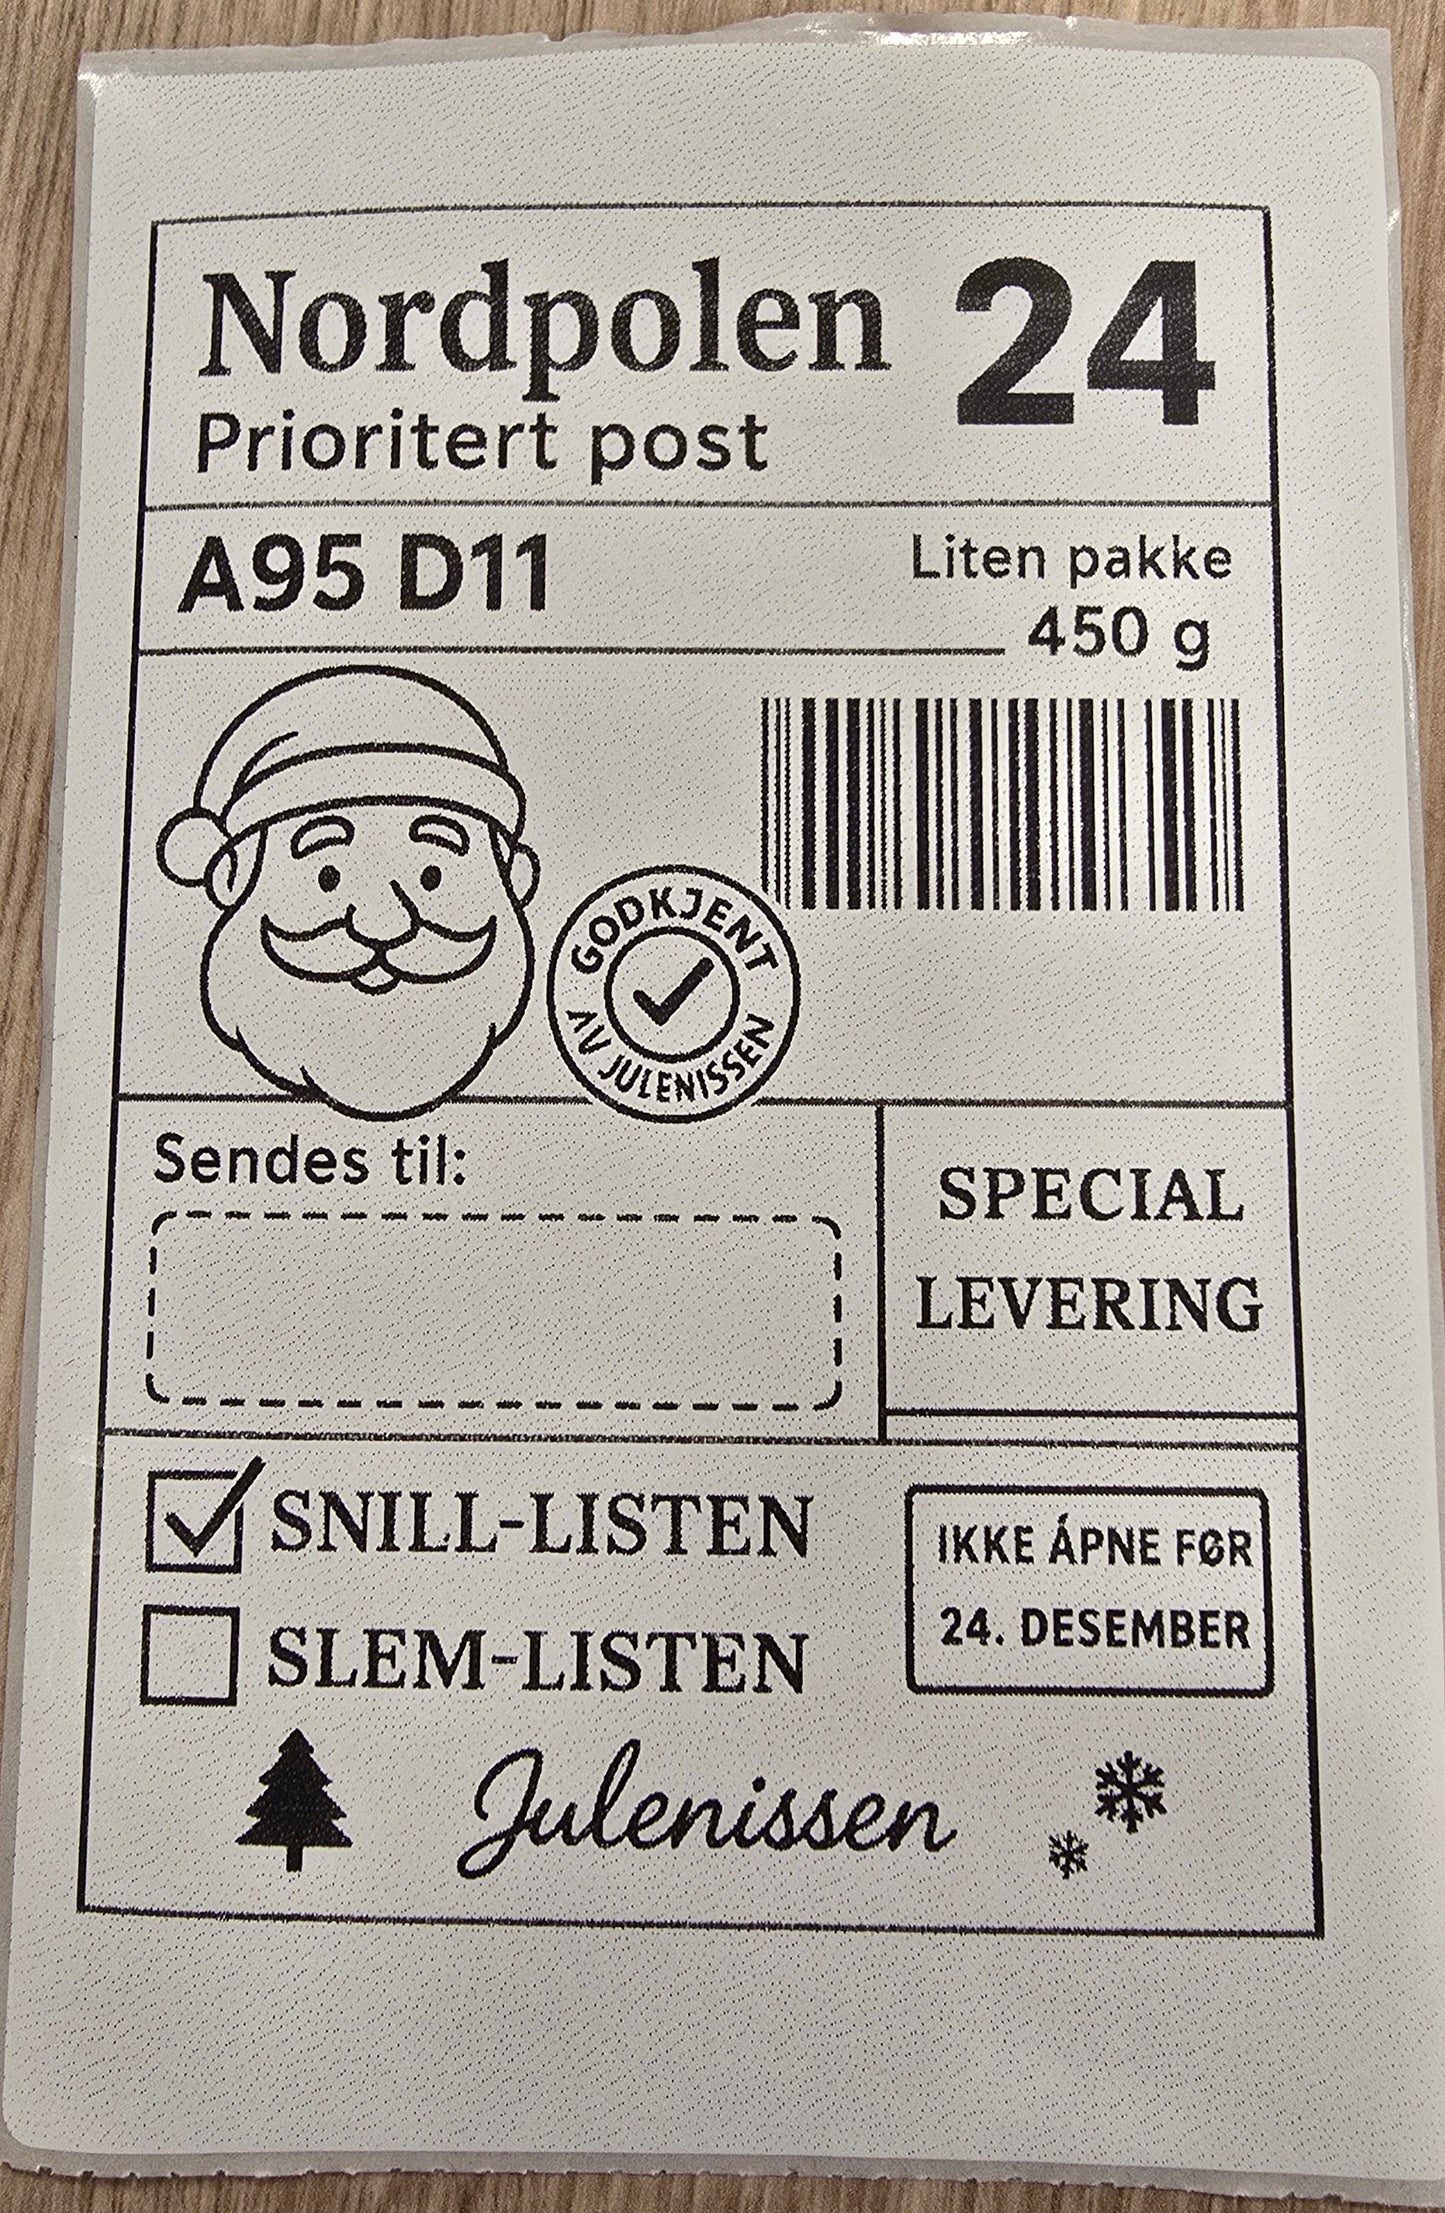 Nordpolen 24
Prioritert post
A95 D11
Liten pakke
450 g
GODKJENT
AV JULENISSEN
Sendes til:
SPECIAL
LEVERING
SNILL-LISTEN
SLEM-LISTEN
IKKE ÁPNE FØR
24. DESEMBER
Julenissen